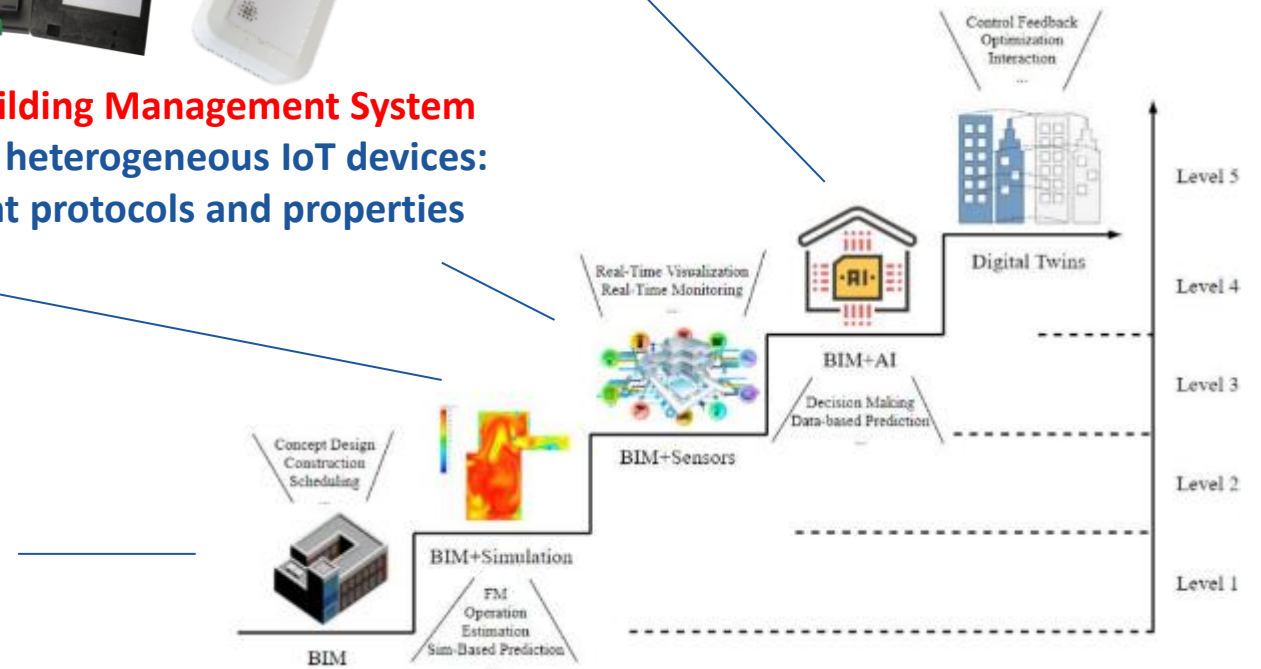 ilding Management System
heterogeneous IoT devices:
nt protocols and properties
Control Feedback
Optimization
Interaction
...
Level 5
Digital Twins
Real-Time Visualization
Real-Time Monitoring
...
AI
Level 4
BIM+AI
Decision Making
Data-based Prediction
...
Level 3
Concept Design
Construction
Scheduling
...
BIM+Sensors
Level 2
BIM+Simulation
FM
Operation
Estimation
Sim-Based Prediction
Level 1
BIM